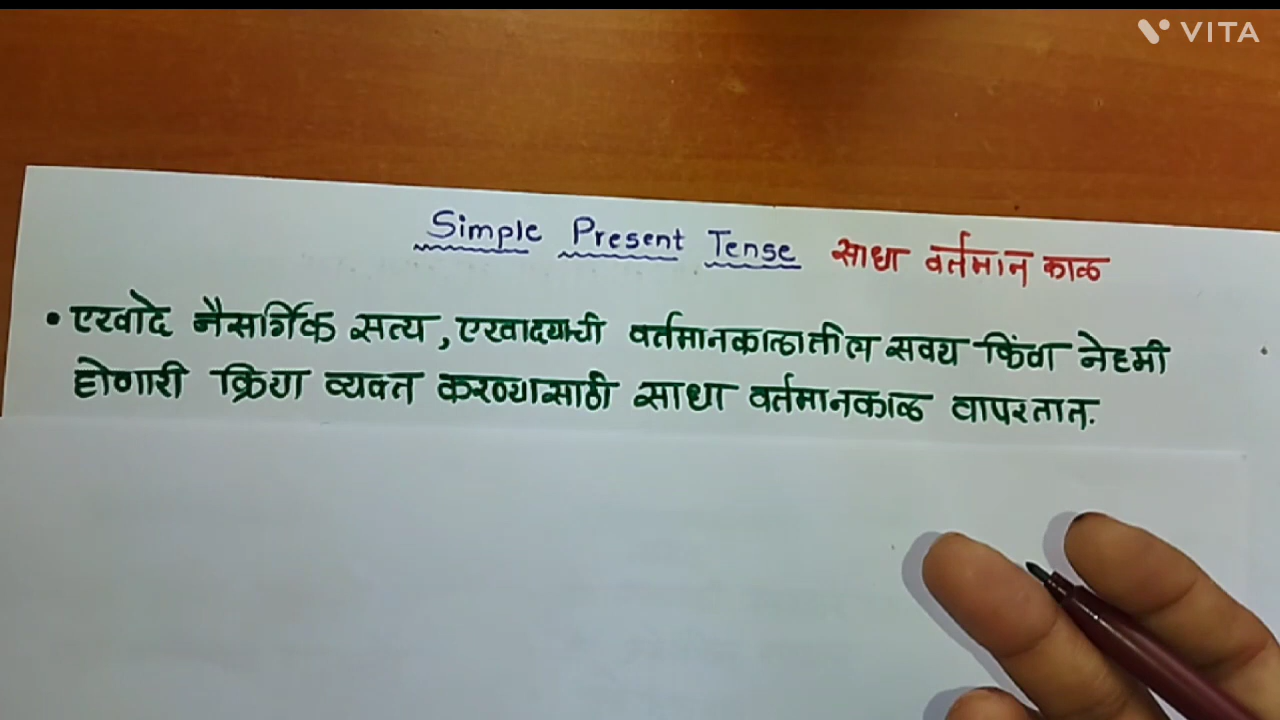 VITA
Simple Present Tense साधा वर्तमान काळ
• एखादे नैसर्गिक सत्य, एखादयाची वर्तमानकाळातील सवय किंवा नेहमी
होणारी क्रिया व्यक्त करण्यासाठी साधा वर्तमानकाळ वापरतात.